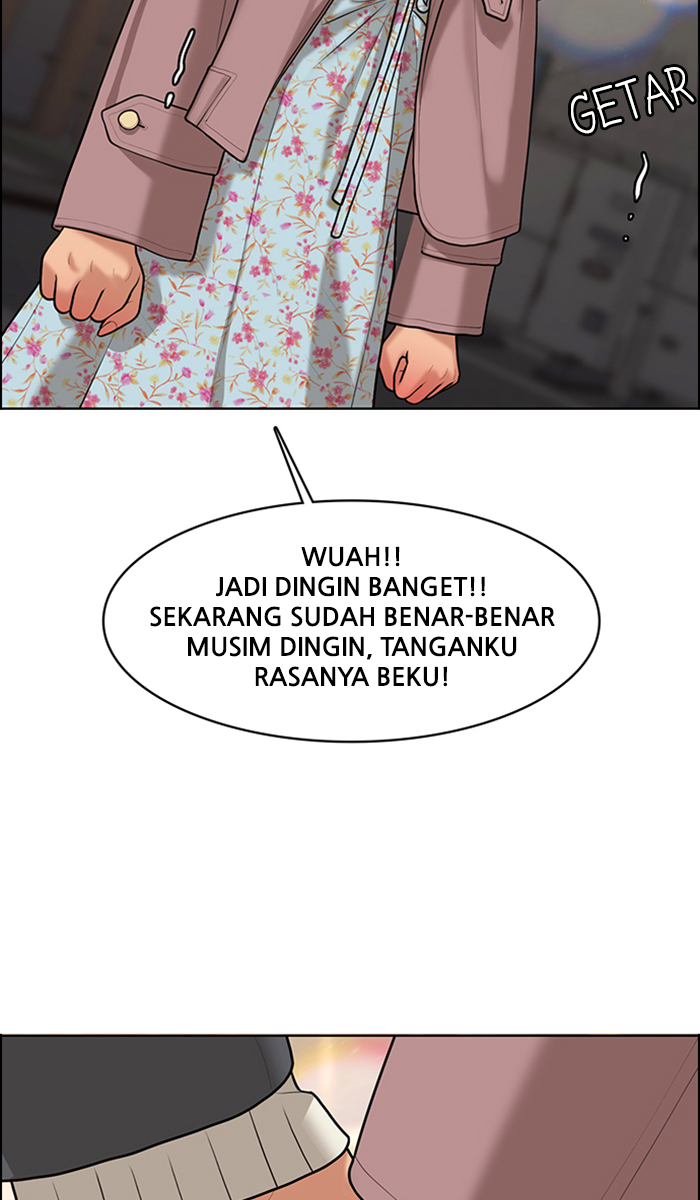 GETAR
WUAH!!
JADI DINGIN BANGET!!
SEKARANG SUDAH BENAR-BENAR
MUSIM DINGIN, TANGANKU
RASANYA BEKU!